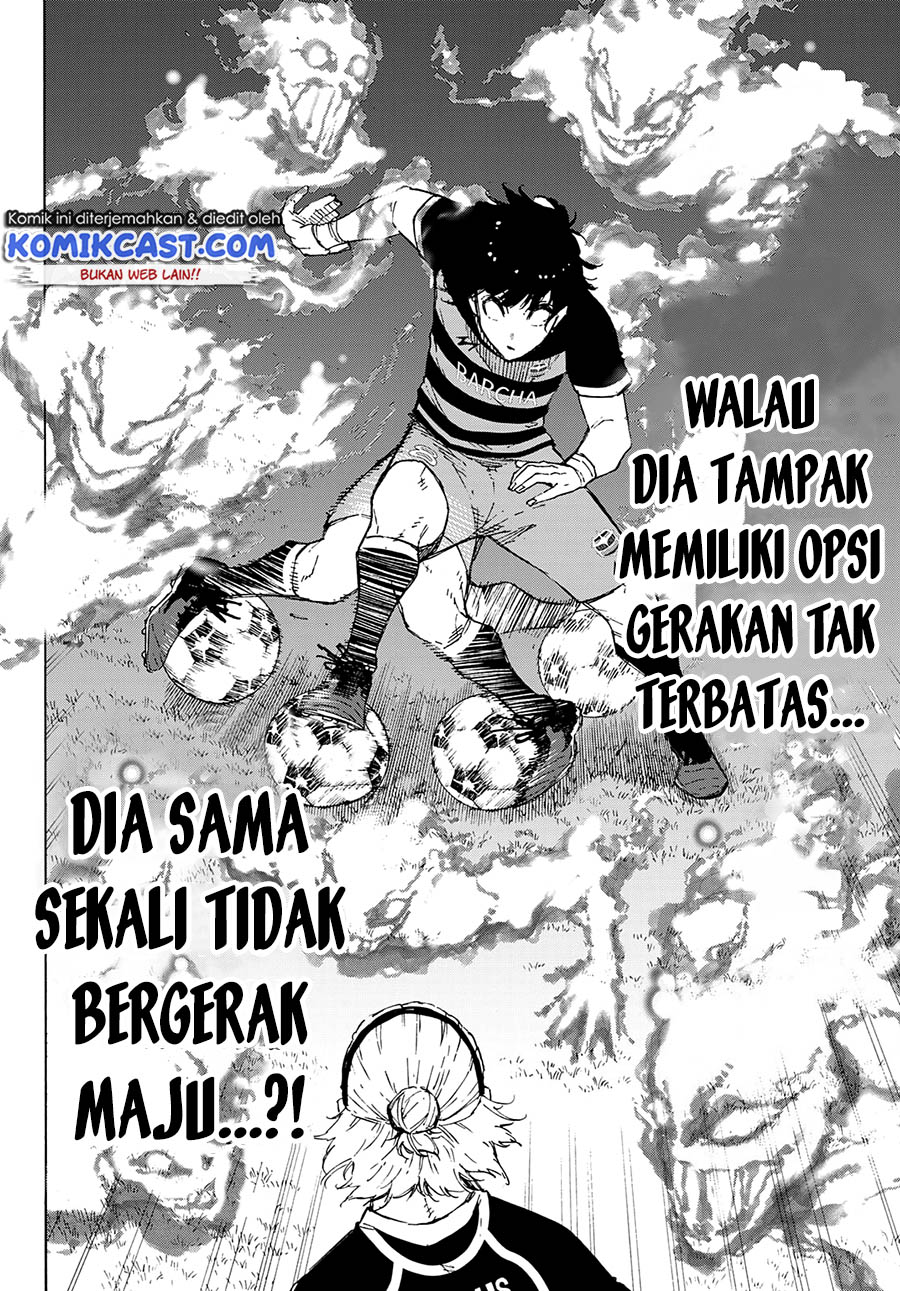 Komik ini diterjemahkan & diedit oleh
KOMIKCAST.COM
BUKAN WEB LAIN!!
BARCHA
WALAU
DIA TAMPAK
MEMILIKI OPSI
GERAKAN TAK
TERBATAS...
DIA SAMA
SEKALI TIDAK
BERGERAK
MAJU...?!